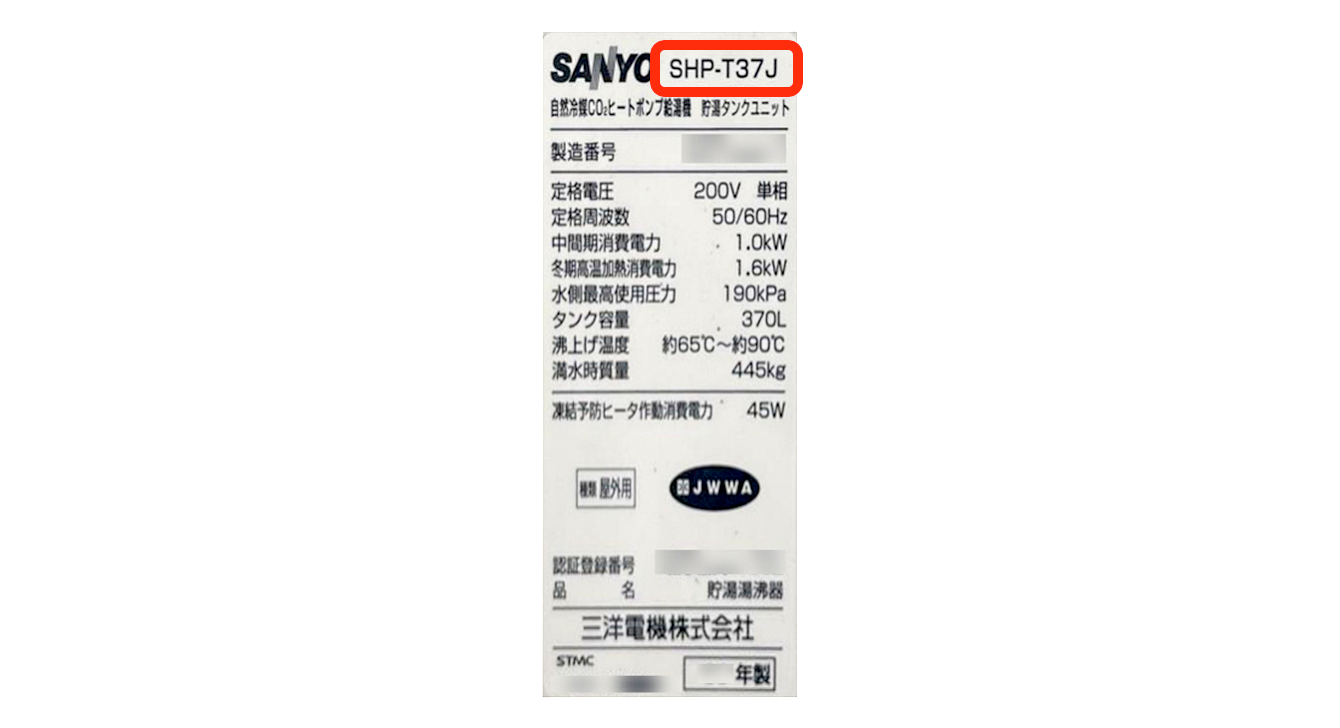 SANYO SHP-T37J
自然冷媒CO₂ヒートポンプ給湯機 貯湯タンクユニット
製造番号
定格電圧 200V 単相
定格周波数 50/60Hz
中間期消費電力 1.0kW
冬期高温加熱消費電力 1.6kW
水側最高使用圧力 190kPa
タンク容量 370L
沸上げ温度 約65℃～約90℃
満水時質量 445kg
凍結予防ヒータ作動消費電力 45W
種類 屋外用 JWWA
認証登録番号
品名 貯湯湯沸器
三洋電機株式会社
STMC
年製